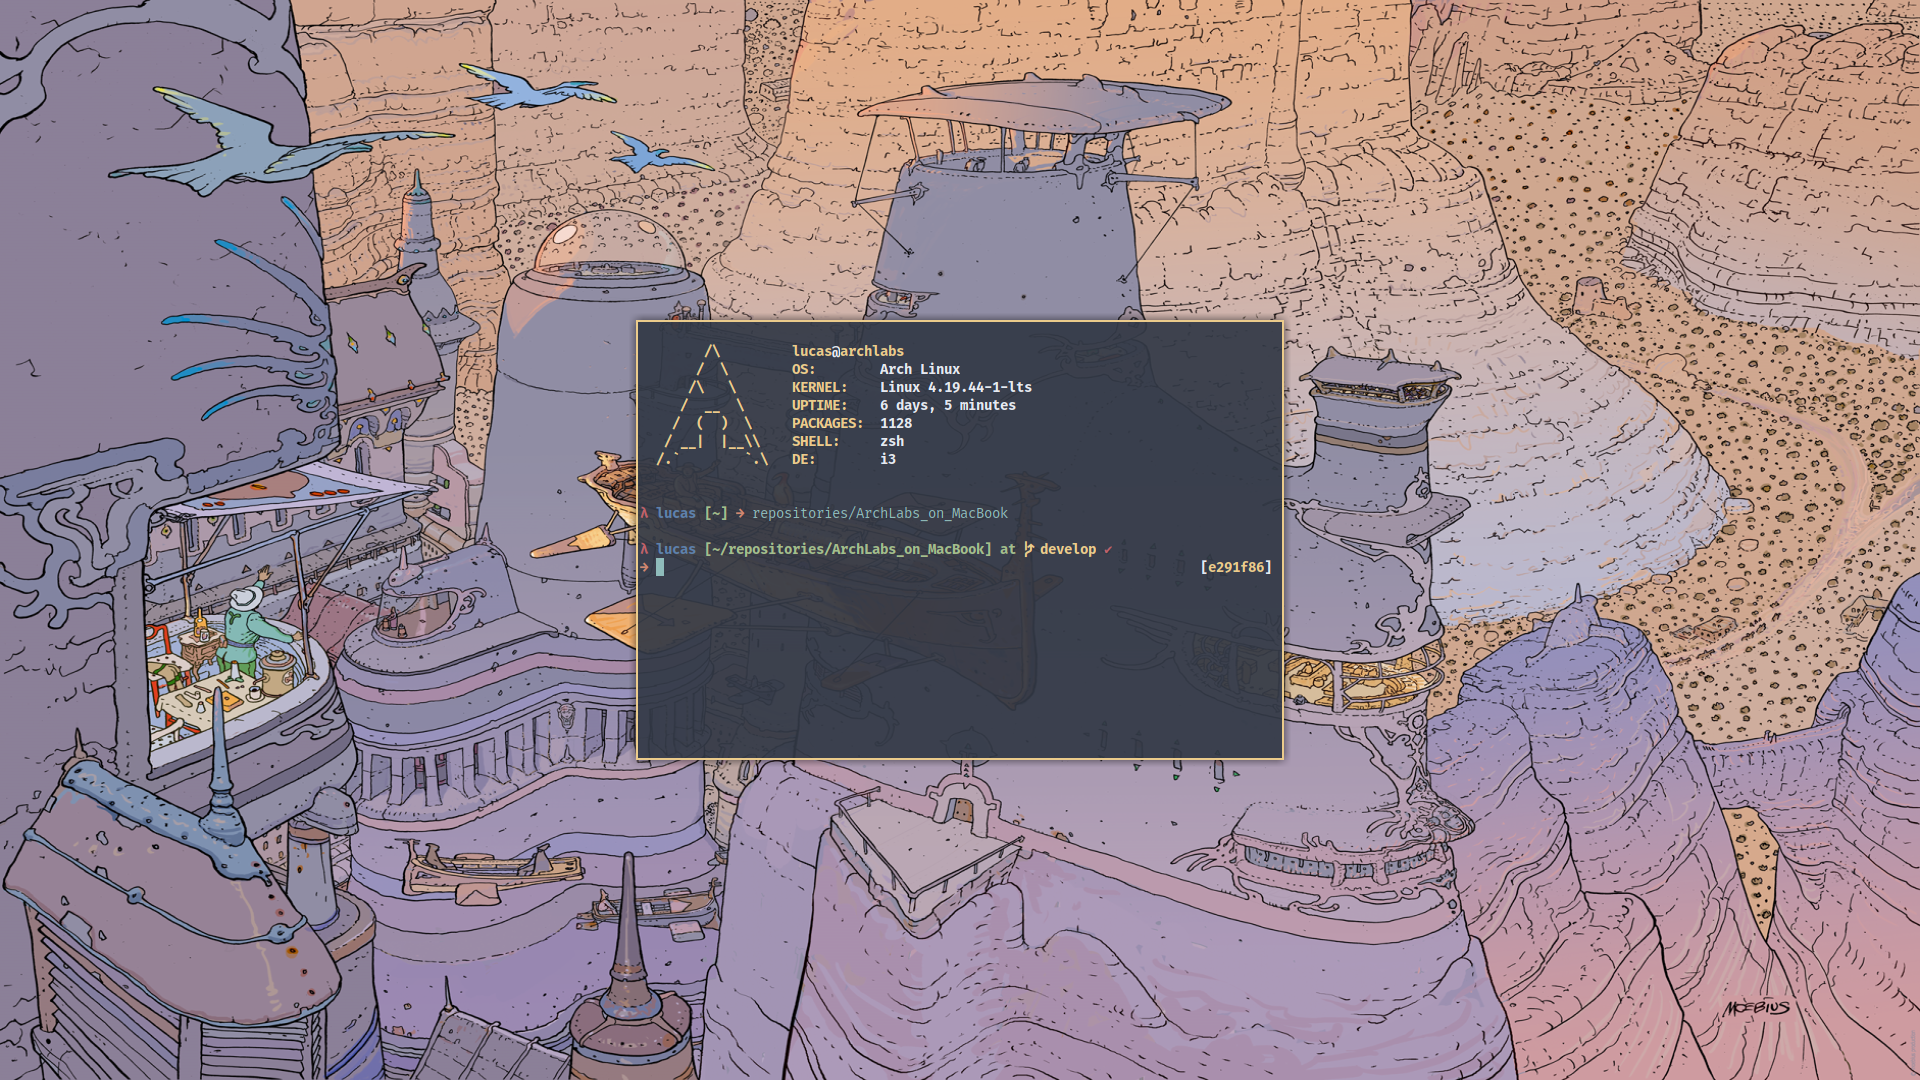 lucas@archlabs
OS: Arch Linux
KERNEL: Linux 4.19.44-1-lts
UPTIME: 6 days, 5 minutes
PACKAGES: 1128
SHELL: zsh
DE: i3
λ lucas [~] → repositories/ArchLabs_on_MacBook
λ lucas [~/repositories/ArchLabs_on_MacBook] at develop ✔
→ [e291f86]
MOEBIUS